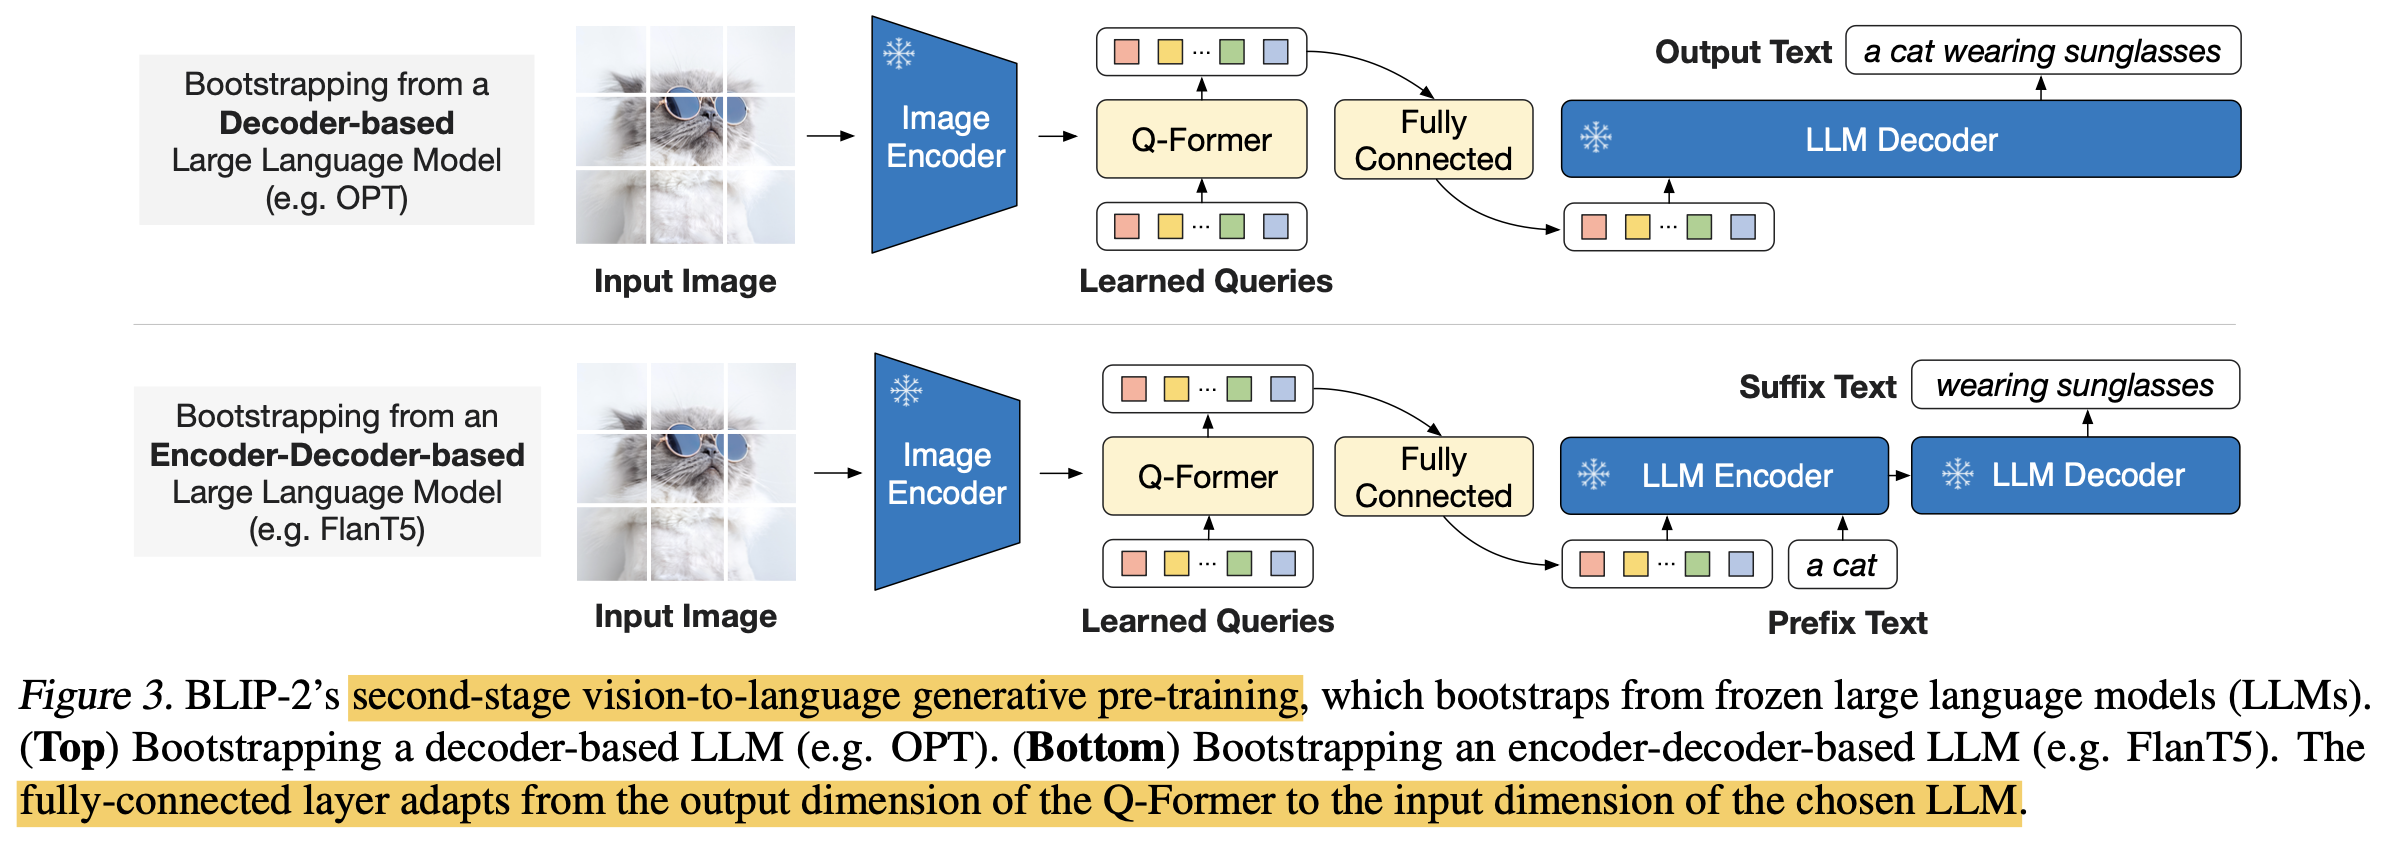 Bootstrapping from a
Decoder-based
Large Language Model
(e.g. OPT)
Input Image
Image
Encoder
...
Q-Former
...
Learned Queries
Fully
Connected
Output Text
a cat wearing sunglasses
LLM Decoder
...
Bootstrapping from an
Encoder-Decoder-based
Large Language Model
(e.g. FlanT5)
Input Image
Image
Encoder
...
Q-Former
...
Learned Queries
Fully
Connected
Suffix Text
wearing sunglasses
LLM Encoder
LLM Decoder
...
a cat
Prefix Text
Figure 3. BLIP-2’s second-stage vision-to-language generative pre-training, which bootstraps from frozen large language models (LLMs).
(Top) Bootstrapping a decoder-based LLM (e.g. OPT). (Bottom) Bootstrapping an encoder-decoder-based LLM (e.g. FlanT5). The
fully-connected layer adapts from the output dimension of the Q-Former to the input dimension of the chosen LLM.